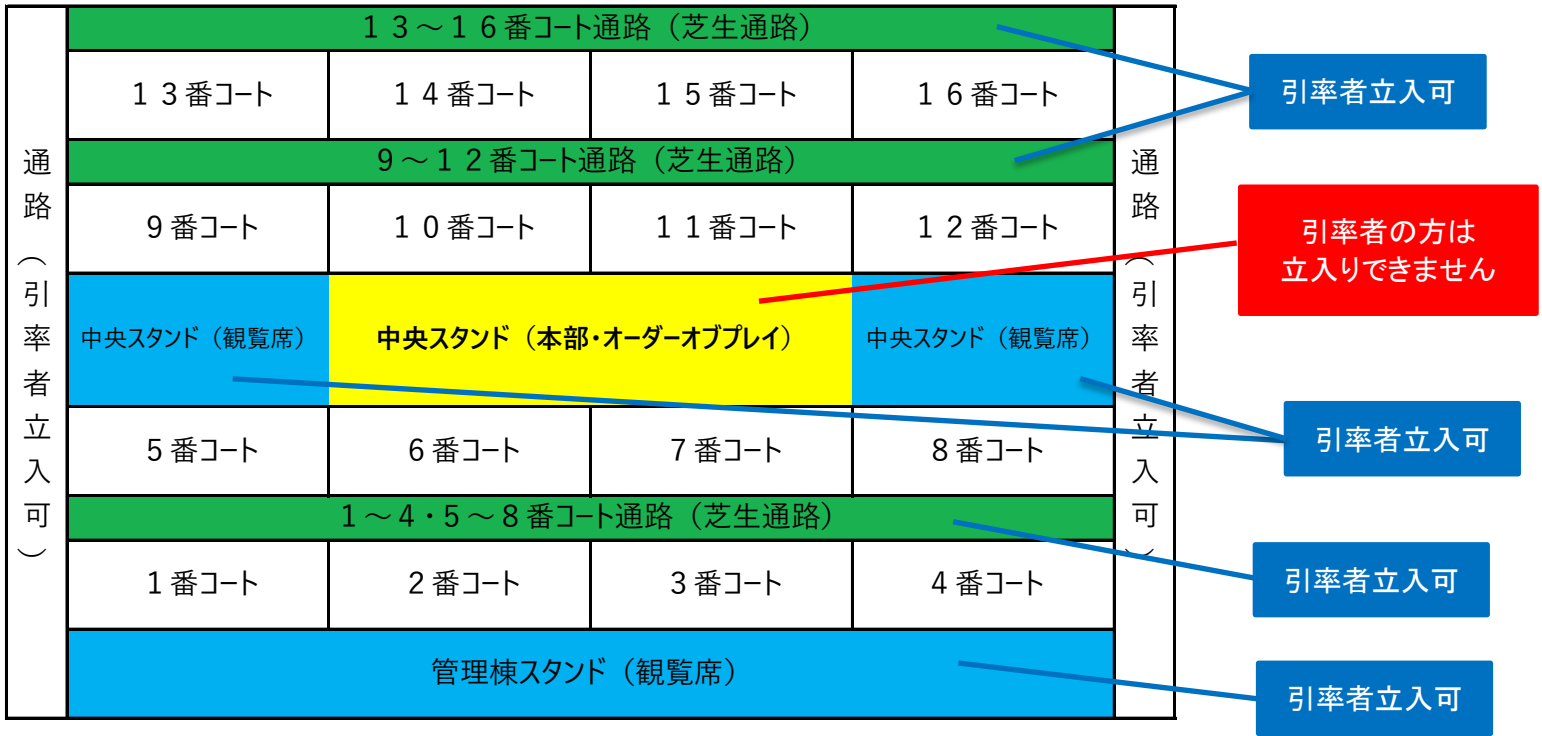 13～16番コート通路（芝生通路）
13番コート
14番コート
15番コート
16番コート
引率者立入可
9～12番コート通路（芝生通路）
9番コート
10番コート
11番コート
12番コート
引率者の方は
立入りできません
中央スタンド（観覧席）
中央スタンド（本部・オーダーオブプレイ）
中央スタンド（観覧席）
引率者立入可
5番コート
6番コート
7番コート
8番コート
1～4・5～8番コート通路（芝生通路）
引率者立入可
1番コート
2番コート
3番コート
4番コート
管理棟スタンド（観覧席）
引率者立入可
通路（引率者立入可）
通路（引率者立入可）